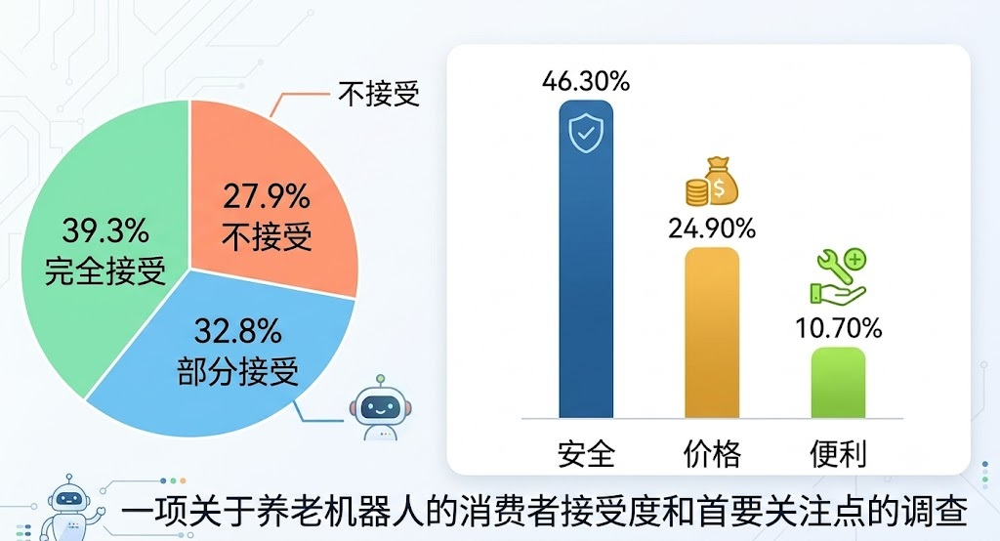 不接受
27.9%
不接受
39.3%
完全接受
32.8%
部分接受
46.30%
24.90%
10.70%
安全
价格
便利
$
一项关于养老机器人的消费者接受度和首要关注点的调查